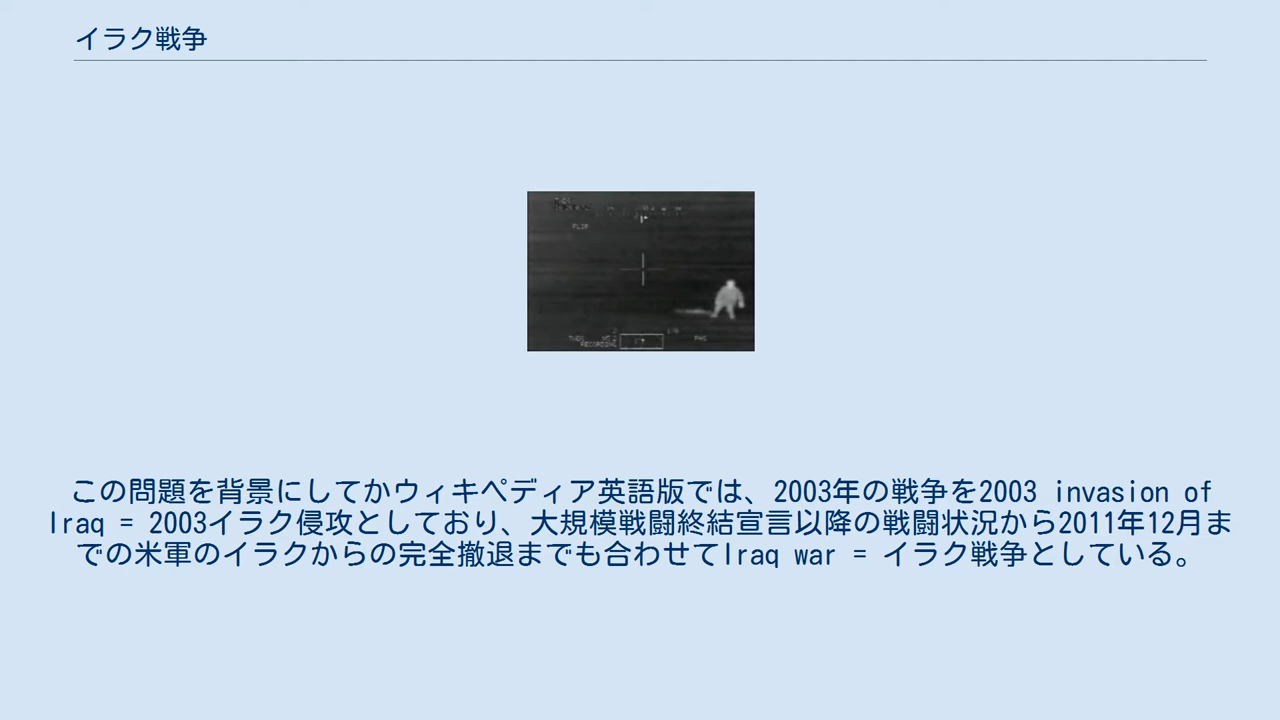 イラク戦争
FLIR
RECORDING
この問題を背景にしてかウィキペディア英語版では、2003年の戦争を2003 invasion of
Iraq = 2003イラク侵攻としており、大規模戦闘終結宣言以降の戦闘状況から2011年12月ま
での米軍のイラクからの完全撤退までも合わせてIraq war = イラク戦争としている。